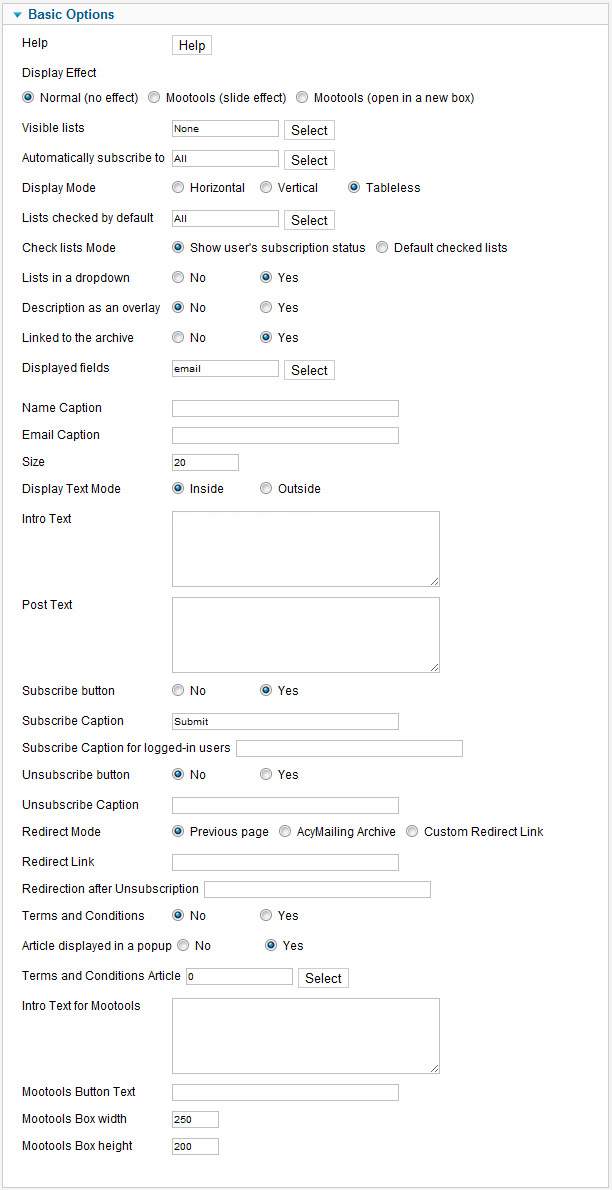 Basic Options
Help Help
Display Effect
Normal (no effect) Mootools (slide effect) Mootools (open in a new box)
Visible lists None Select
Automatically subscribe to All Select
Display Mode Horizontal Vertical Tableless
Lists checked by default All Select
Check lists Mode Show user's subscription status Default checked lists
Lists in a dropdown No Yes
Description as an overlay No Yes
Linked to the archive No Yes
Displayed fields email Select
Name Caption
Email Caption
Size 20
Display Text Mode Inside Outside
Intro Text
Post Text
Subscribe button No Yes
Subscribe Caption Submit
Subscribe Caption for logged-in users
Unsubscribe button No Yes
Unsubscribe Caption
Redirect Mode Previous page AcyMailing Archive Custom Redirect Link
Redirect Link
Redirection after Unsubscription
Terms and Conditions No Yes
Article displayed in a popup No Yes
Terms and Conditions Article 0 Select
Intro Text for Mootools
Mootools Button Text
Mootools Box width 250
Mootools Box height 200